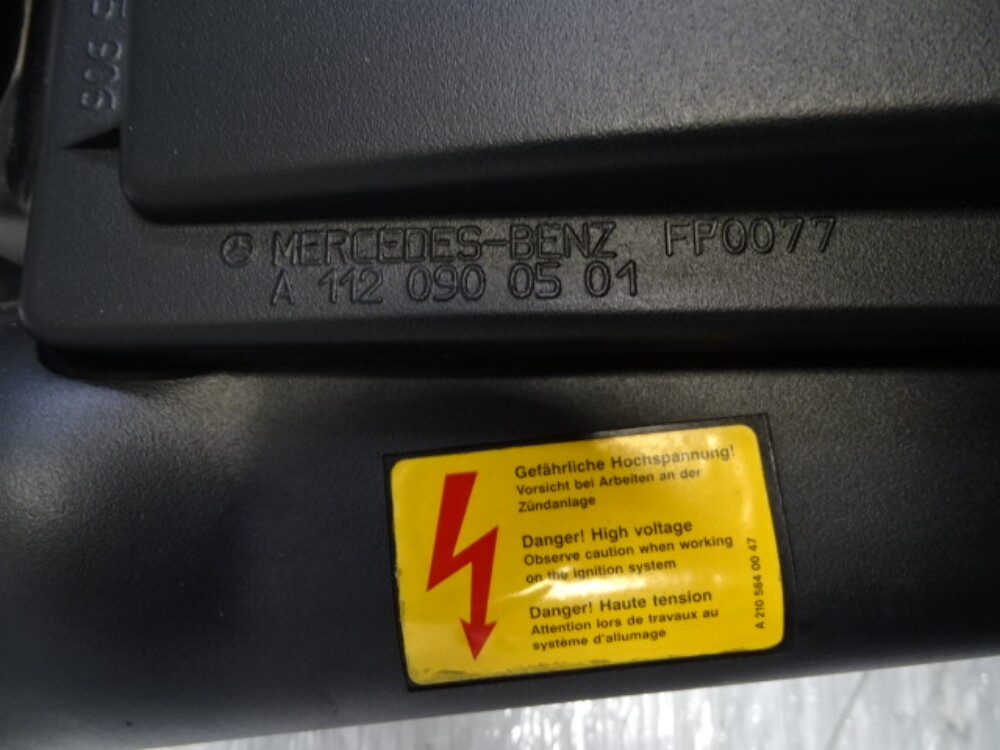 MERCEDES-BENZ FP0077
A 112 090 05 01
Gefährliche Hochspannung!
Vorsicht bei Arbeiten an der
Zündanlage
Danger! High voltage
Observe caution when working
on the ignition system
Danger! Haute tension
Attention lors de travaux au
système d'allumage
A 210 584 00 47